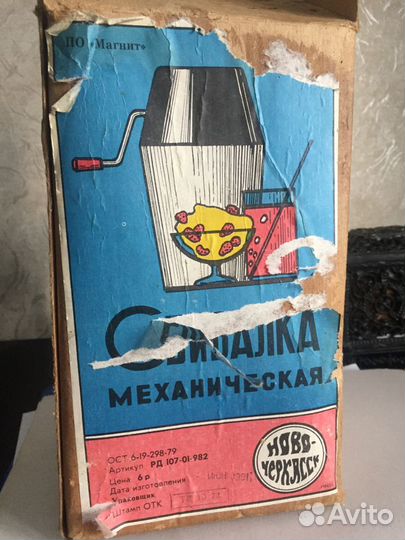 ПО «Магнит»
СБИВАЛКА
МЕХАНИЧЕСКАЯ
ОСТ 6-19-298-79
Артикул РД 107-01-982
Цена 6 р
Дата изготовления
Упаковщик
Штамп ОТК
НОВО-
ЧЕРКАССК
Avito